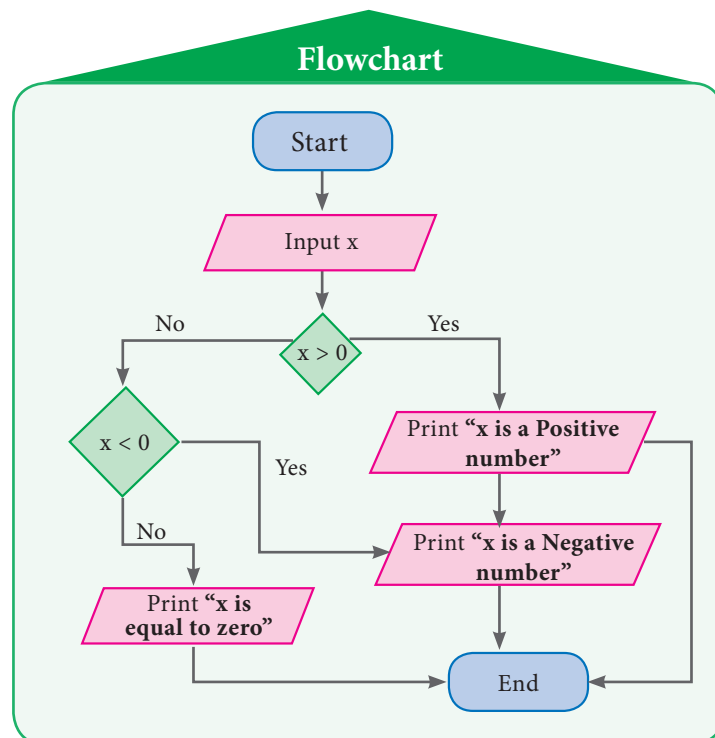 Flowchart
Start
Input x
No
Yes
x > 0
x < 0
Print “x is a Positive
number”
Yes
No
Print “x is a Negative
number”
Print “x is
equal to zero”
End